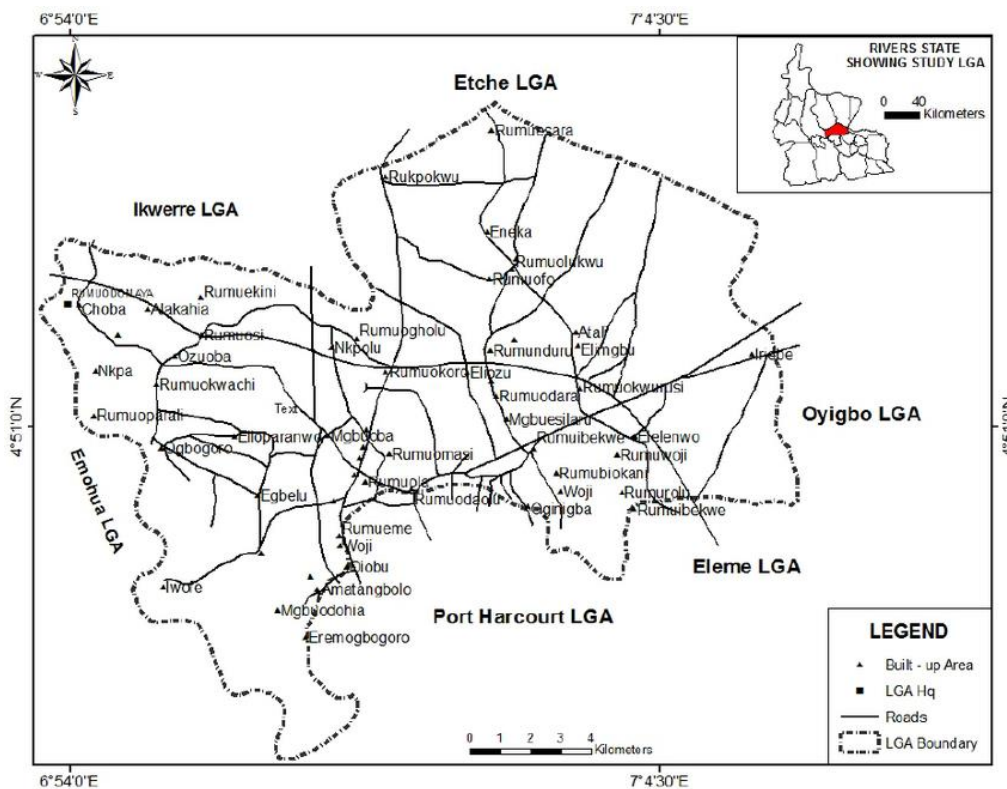 6°54'0"E
7°4'30"E
N
W
E
S
RIVERS STATE
SHOWING STUDY LGA
0 40
Kilometers
Etche LGA
Rumuesara
Rukpokwu
Ikwerre LGA
Eneka
Rumuolukwu
Rumuofo
RUMUODOMAYA
Choba
Alakahia
Rumuekini
Rumuosi
Rumuogholu
Nkpolu
Ozuoba
Atali
Rumunduru
Elimgbu
Iriebe
Nkpa
Rumuokwachi
Rumuokoro
Eliozu
Rumuodara
Rumuokwurusi
Text
Rumuoparali
Mgbuesilaru
Oyigbo LGA
4°51'0"N
Elioparanwo
Mgbuoba
Rumuibekwe
Elelenwo
Ogbogoro
Rumuomasi
Rumuwoji
Emohua LGA
Rumuola
Rumubiokani
Egbelu
Rumuodaolu
Woji
Rumurolu
Oginigba
Rumuibekwe
Rumueme
Woji
Diobu
Eleme LGA
Iwore
Amatangbolo
Mgbuodohia
Port Harcourt LGA
Eremogbogoro
LEGEND
Built - up Area
LGA Hq
Roads
LGA Boundary
0 1 2 3 4
Kilometers
6°54'0"E
7°4'30"E